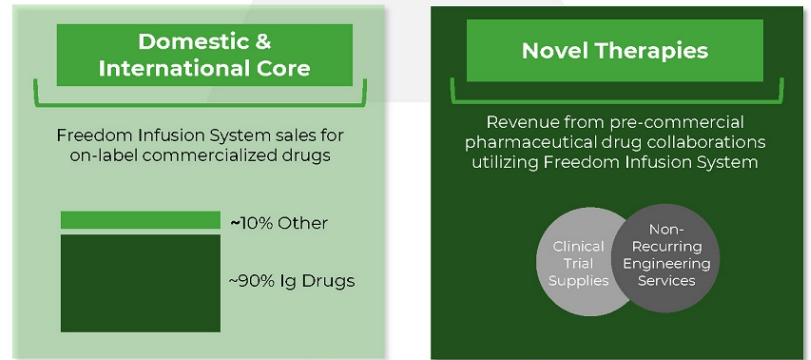 Domestic &
International Core
Freedom Infusion System sales for
on-label commercialized drugs
~10% Other
~90% Ig Drugs
Novel Therapies
Revenue from pre-commercial
pharmaceutical drug collaborations
utilizing Freedom Infusion System
Clinical
Trial
Supplies
Non-
Recurring
Engineering
Services